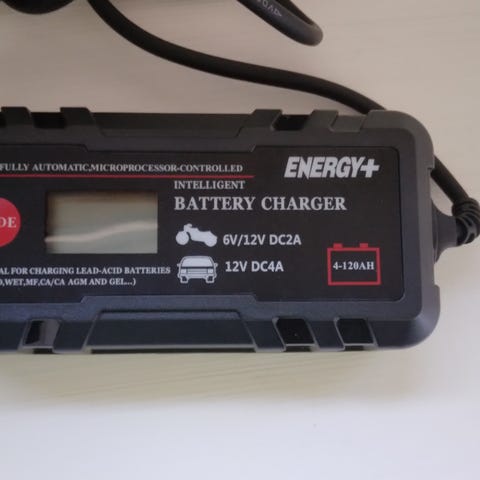 FULLY AUTOMATIC,MICROPROCESSOR-CONTROLLED
ENERGY+
INTELLIGENT
BATTERY CHARGER
DE
6V/12V DC2A
12V DC4A
4-120AH
AL FOR CHARGING LEAD-ACID BATTERIES
O,WET,MF,CA/CA AGM AND GEL...)